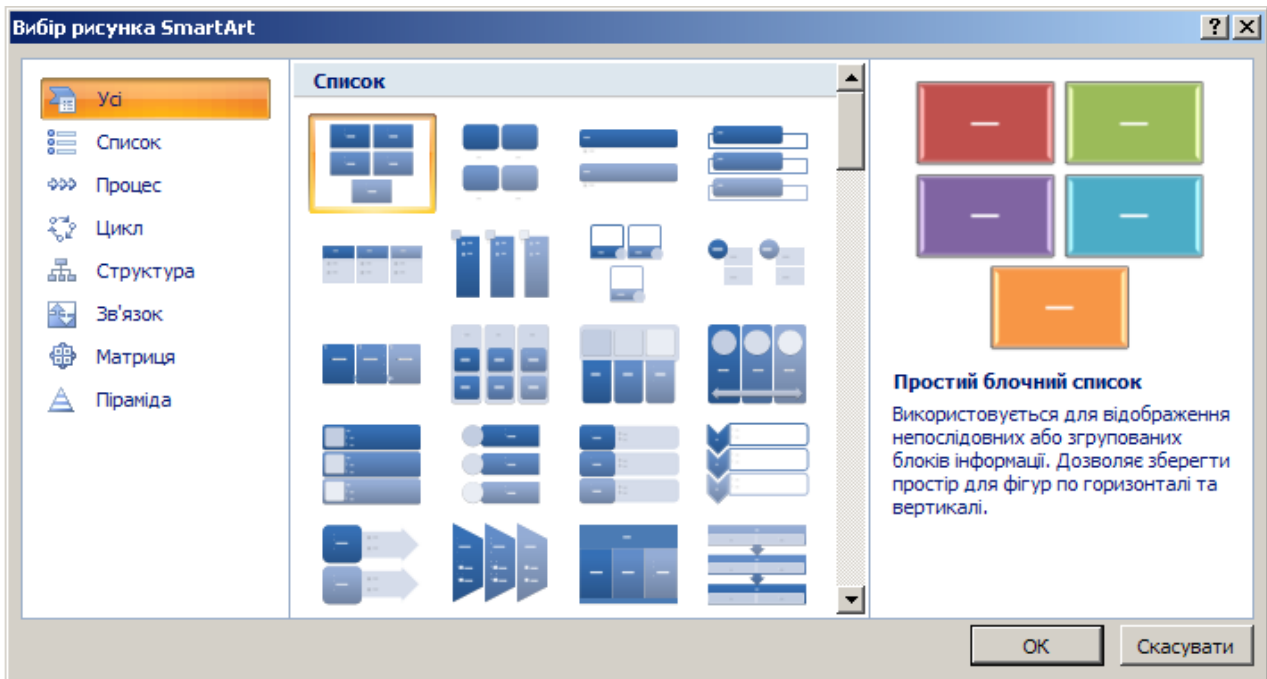 Вибір рисунка SmartArt
Усі
Список
Процес
Цикл
Структура
Зв'язок
Матриця
Піраміда
Список
Простий блочний список
Використовується для відображення
непослідовних або згрупованих
блоків інформації. Дозволяє зберегти
простір для фігур по горизонталі та
вертикалі.
ОК
Скасувати